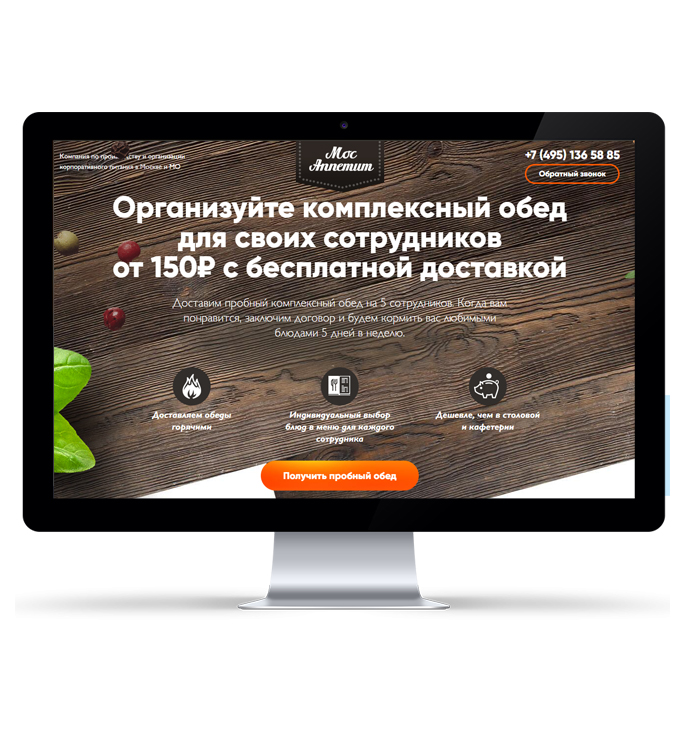 Компания по производству и организации
корпоративного питания в Москве и МО
Мос
Аппетит
+7 (495) 136 58 85
Обратный звонок
Организуйте комплексный обед
для своих сотрудников
от 150₽ с бесплатной доставкой
Доставим пробный комплексный обед на 5 сотрудников. Когда вам
понравится, заключим договор и будем кормить вас любимыми
блюдами 5 дней в неделю.
Доставляем обеды
горячими
Индивидуальный выбор
блюд в меню для каждого
сотрудника
Дешевле, чем в столовой
и кафетерии
Получить пробный обед